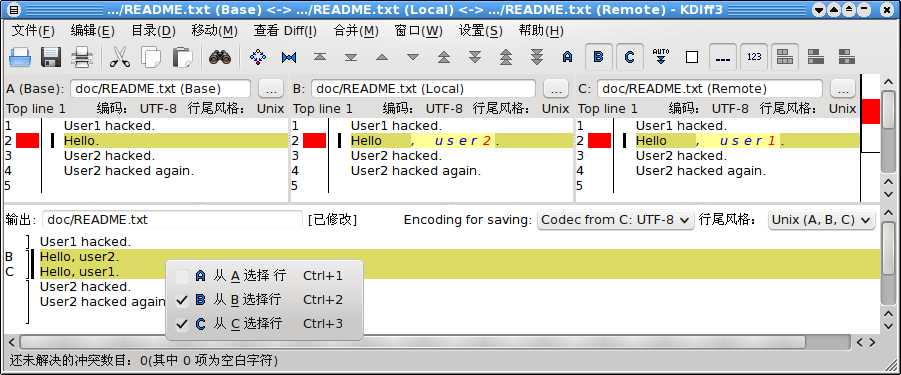 .../README.txt (Base) <-> .../README.txt (Local) <-> .../README.txt (Remote) - KDiff3
文件(F) 编辑(E) 目录(D) 移动(M) 查看 Diff(I) 合并(M) 窗口(W) 设置(S) 帮助(H)
A B C AUTO 123
A (Base): doc/README.txt (Base) ... B: doc/README.txt (Local) ... C: doc/README.txt (Remote) ...
Top line 1 编码: UTF-8 行尾风格: Unix Top line 1 编码: UTF-8 行尾风格: Unix Top line 1 编码: UTF-8 行尾风格: Unix
1 User1 hacked. 1 User1 hacked. 1 User1 hacked.
2 Hello. 2 Hello , user2. 2 Hello , user1.
3 User2 hacked. 3 User2 hacked. 3 User2 hacked.
4 User2 hacked again. 4 User2 hacked again. 4 User2 hacked again.
5 5 5
输出: doc/README.txt [已修改] Encoding for saving: Codec from C: UTF-8 行尾风格: Unix (A, B, C)
User1 hacked.
B Hello, user2.
C Hello, user1.
User2 hacked.
User2 hacked again
A 从 A 选择 行 Ctrl+1
B 从 B 选择行 Ctrl+2
C 从 C 选择行 Ctrl+3
还未解决的冲突数目: 0(其中 0 项为空白字符)